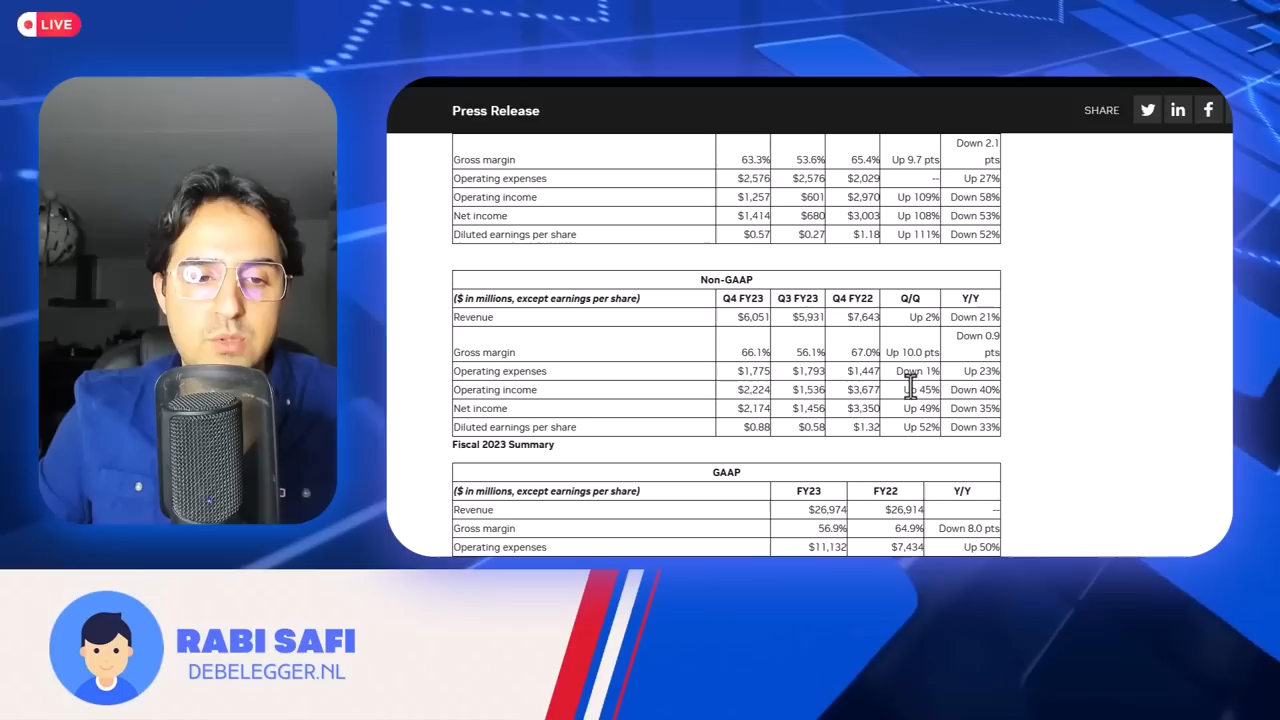 LIVE
Press Release
SHARE
Down 2.1
Gross margin 63.3% 53.6% 65.4% Up 9.7 pts pts
Operating expenses $2,576 $2,576 $2,029 -- Up 27%
Operating income $1,257 $601 $2,970 Up 109% Down 58%
Net income $1,414 $680 $3,003 Up 108% Down 53%
Diluted earnings per share $0.57 $0.27 $1.18 Up 111% Down 52%
Non-GAAP
($ in millions, except earnings per share) Q4 FY23 Q3 FY23 Q4 FY22 Q/Q Y/Y
Revenue $6,051 $5,931 $7,643 Up 2% Down 21%
Down 0.9
Gross margin 66.1% 56.1% 67.0% Up 10.0 pts pts
Operating expenses $1,775 $1,793 $1,447 Down 1% Up 23%
Operating income $2,224 $1,536 $3,677 Up 45% Down 40%
Net income $2,174 $1,456 $3,350 Up 49% Down 35%
Diluted earnings per share $0.88 $0.58 $1.32 Up 52% Down 33%
Fiscal 2023 Summary
GAAP
($ in millions, except earnings per share) FY23 FY22 Y/Y
Revenue $26,974 $26,914 --
Gross margin 56.9% 64.9% Down 8.0 pts
Operating expenses $11,132 $7,434 Up 50%
RABI SAFI
DEBELEGGER.NL